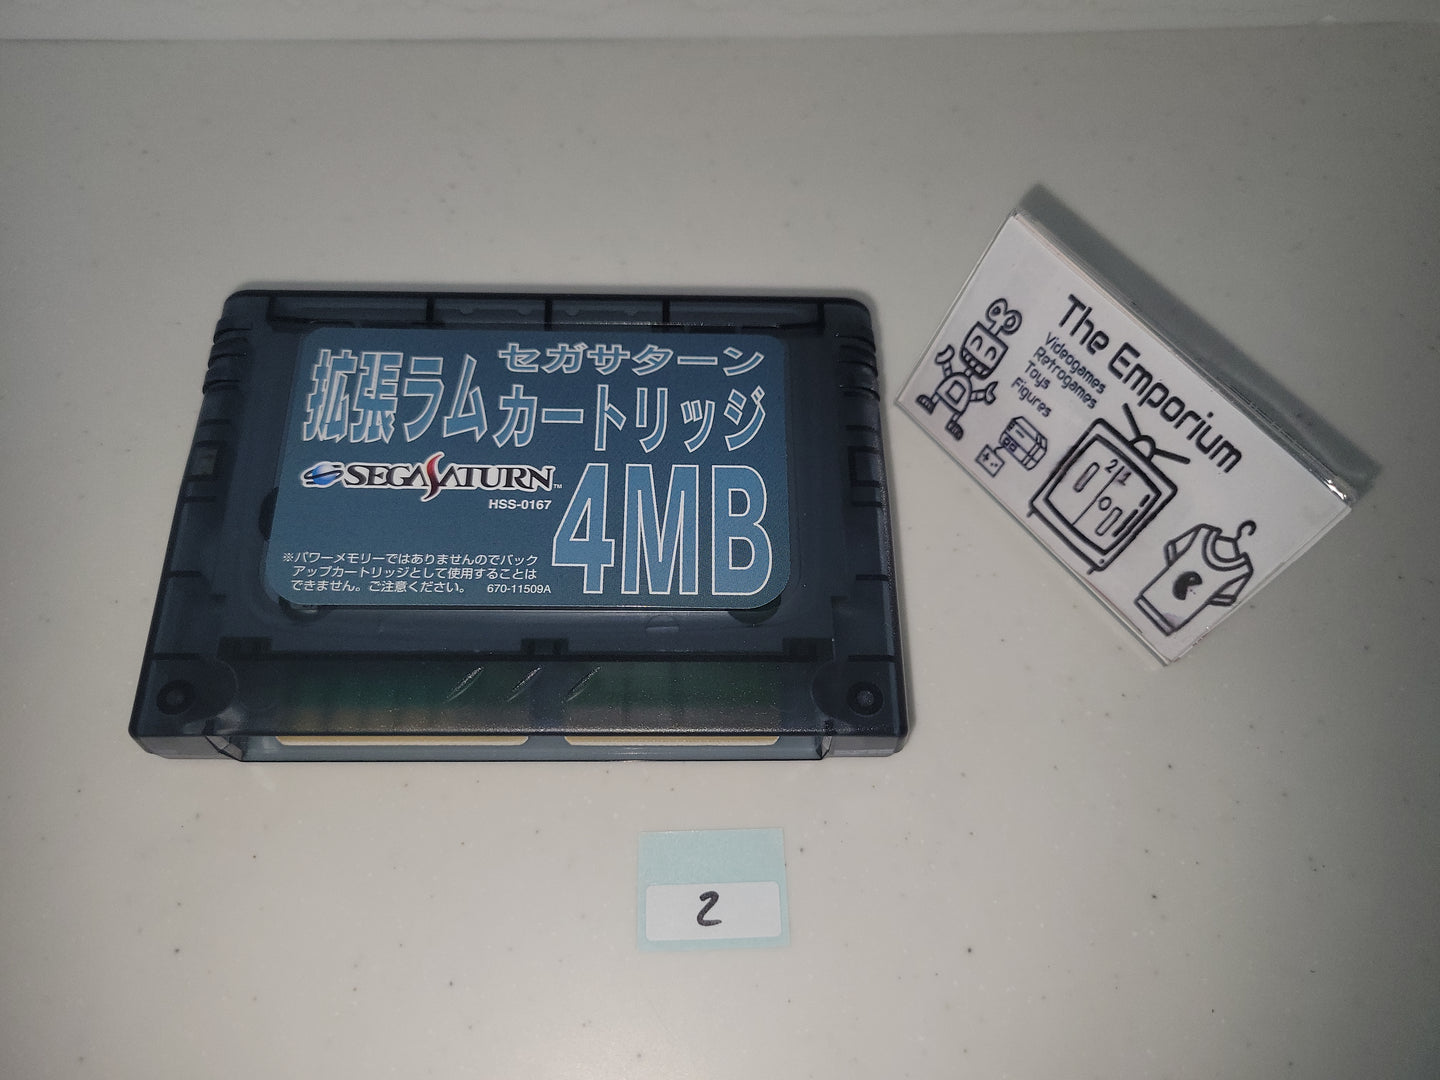 セガサターン
拡張ラムカートリッジ
SEGA SATURN™
HSS-0167
4MB
※パワーメモリーではありませんのでバック
アップカートリッジとして使用することは
できません。ご注意ください。 670-11509A
The Emporium
Videogames
Retrogames
Toys
Figures
21
2